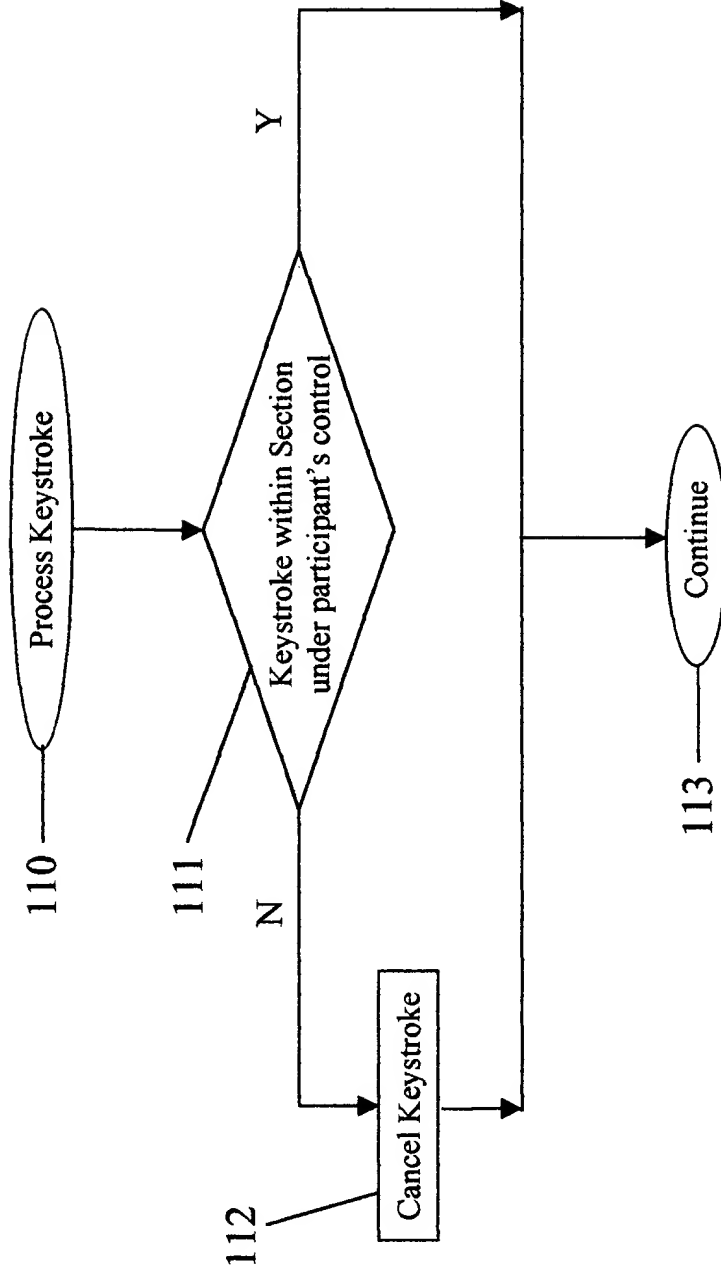 110
Process Keystroke
111
Keystroke within Section
under participant's control
N
Y
112
Cancel Keystroke
113
Continue